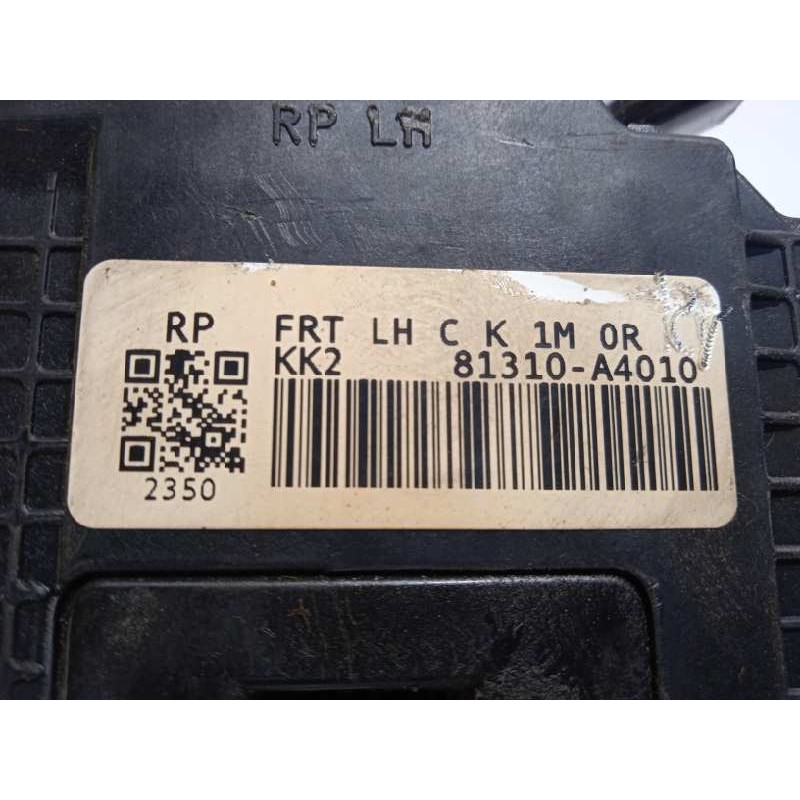 RP LH
RP FRT LH C K 1M 0R
KK2 81310-A4010
2350